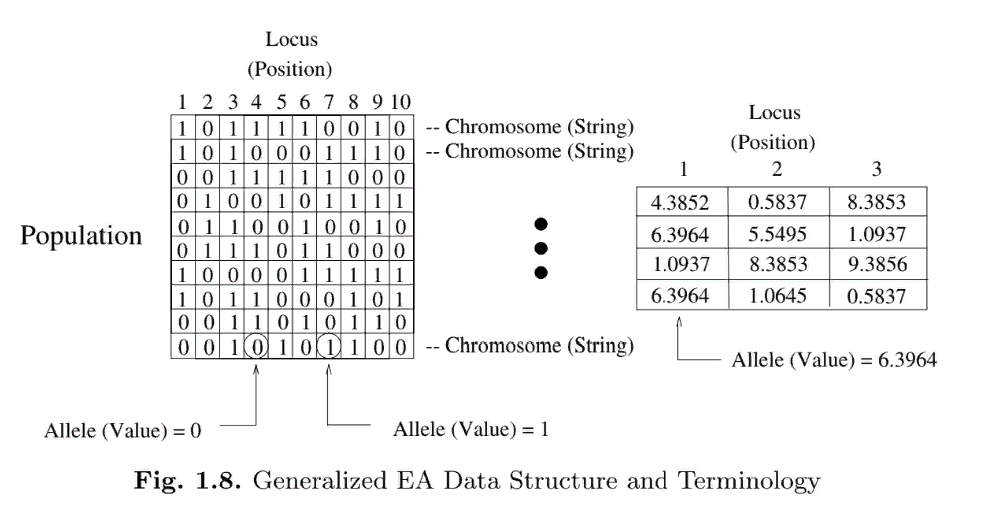 Locus
(Position)
1 2 3 4 5 6 7 8 9 10
1 0 1 1 1 1 0 0 1 0 -- Chromosome (String)
1 0 1 0 0 0 1 1 1 0 -- Chromosome (String)
0 0 1 1 1 1 1 0 0 0
0 1 0 0 1 0 1 1 1 1
0 1 1 0 0 1 0 0 1 0
0 1 1 1 0 1 1 0 0 0
1 0 0 0 0 1 1 1 1 1
1 0 1 1 0 0 0 1 0 1
0 0 1 1 0 1 0 1 1 0
0 0 1 0 1 0 1 1 0 0 -- Chromosome (String)
Population
Allele (Value) = 0
Allele (Value) = 1
Locus
(Position)
1 2 3
4.3852 0.5837 8.3853
6.3964 5.5495 1.0937
1.0937 8.3853 9.3856
6.3964 1.0645 0.5837
Allele (Value) = 6.3964
Fig. 1.8. Generalized EA Data Structure and Terminology